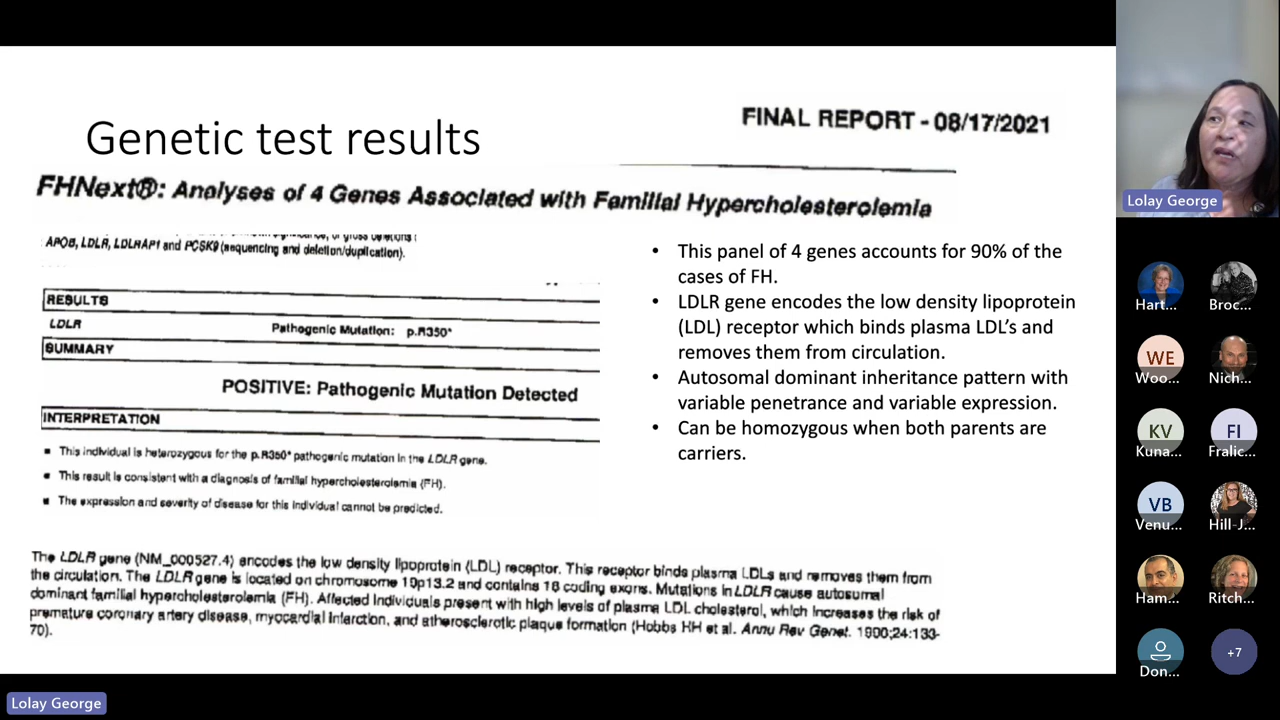 Genetic test results
FINAL REPORT - 08/17/2021
FHNext®: Analyses of 4 Genes Associated with Familial Hypercholesterolemia
APOB, LDLR, LDLRAP1 and PCSK9 (sequencing and deletion/duplication).
RESULTS
LDLR Pathogenic Mutation: p.R350*
SUMMARY
POSITIVE: Pathogenic Mutation Detected
INTERPRETATION
▪ This individual is heterozygous for the p.R350* pathogenic mutation in the LDLR gene.
▪ This result is consistent with a diagnosis of familial hypercholesterolemia (FH).
▪ The expression and severity of disease for this individual cannot be predicted.
• This panel of 4 genes accounts for 90% of the
cases of FH.
• LDLR gene encodes the low density lipoprotein
(LDL) receptor which binds plasma LDL's and
removes them from circulation.
• Autosomal dominant inheritance pattern with
variable penetrance and variable expression.
• Can be homozygous when both parents are
carriers.
The LDLR gene (NM_000527.4) encodes the low density lipoprotein (LDL) receptor. This receptor binds plasma LDLs and removes them from
the circulation. The LDLR gene is located on chromosome 19p13.2 and contains 18 coding exons. Mutations in LDLR cause autosomal
dominant familial hypercholesterolemia (FH). Affected individuals present with high levels of plasma LDL cholesterol, which increases the risk of
premature coronary artery disease, myocardial infarction, and atherosclerotic plaque formation (Hobbs HH et al. Annu Rev Genet. 1990;24:133-
70).
Lolay George
Hart...
Broc...
WE
Woo...
Nich...
KV
Kuna...
FI
Fralic...
VB
Venu...
Hill-J...
Ham...
Ritch...
Don...
+7
Lolay George